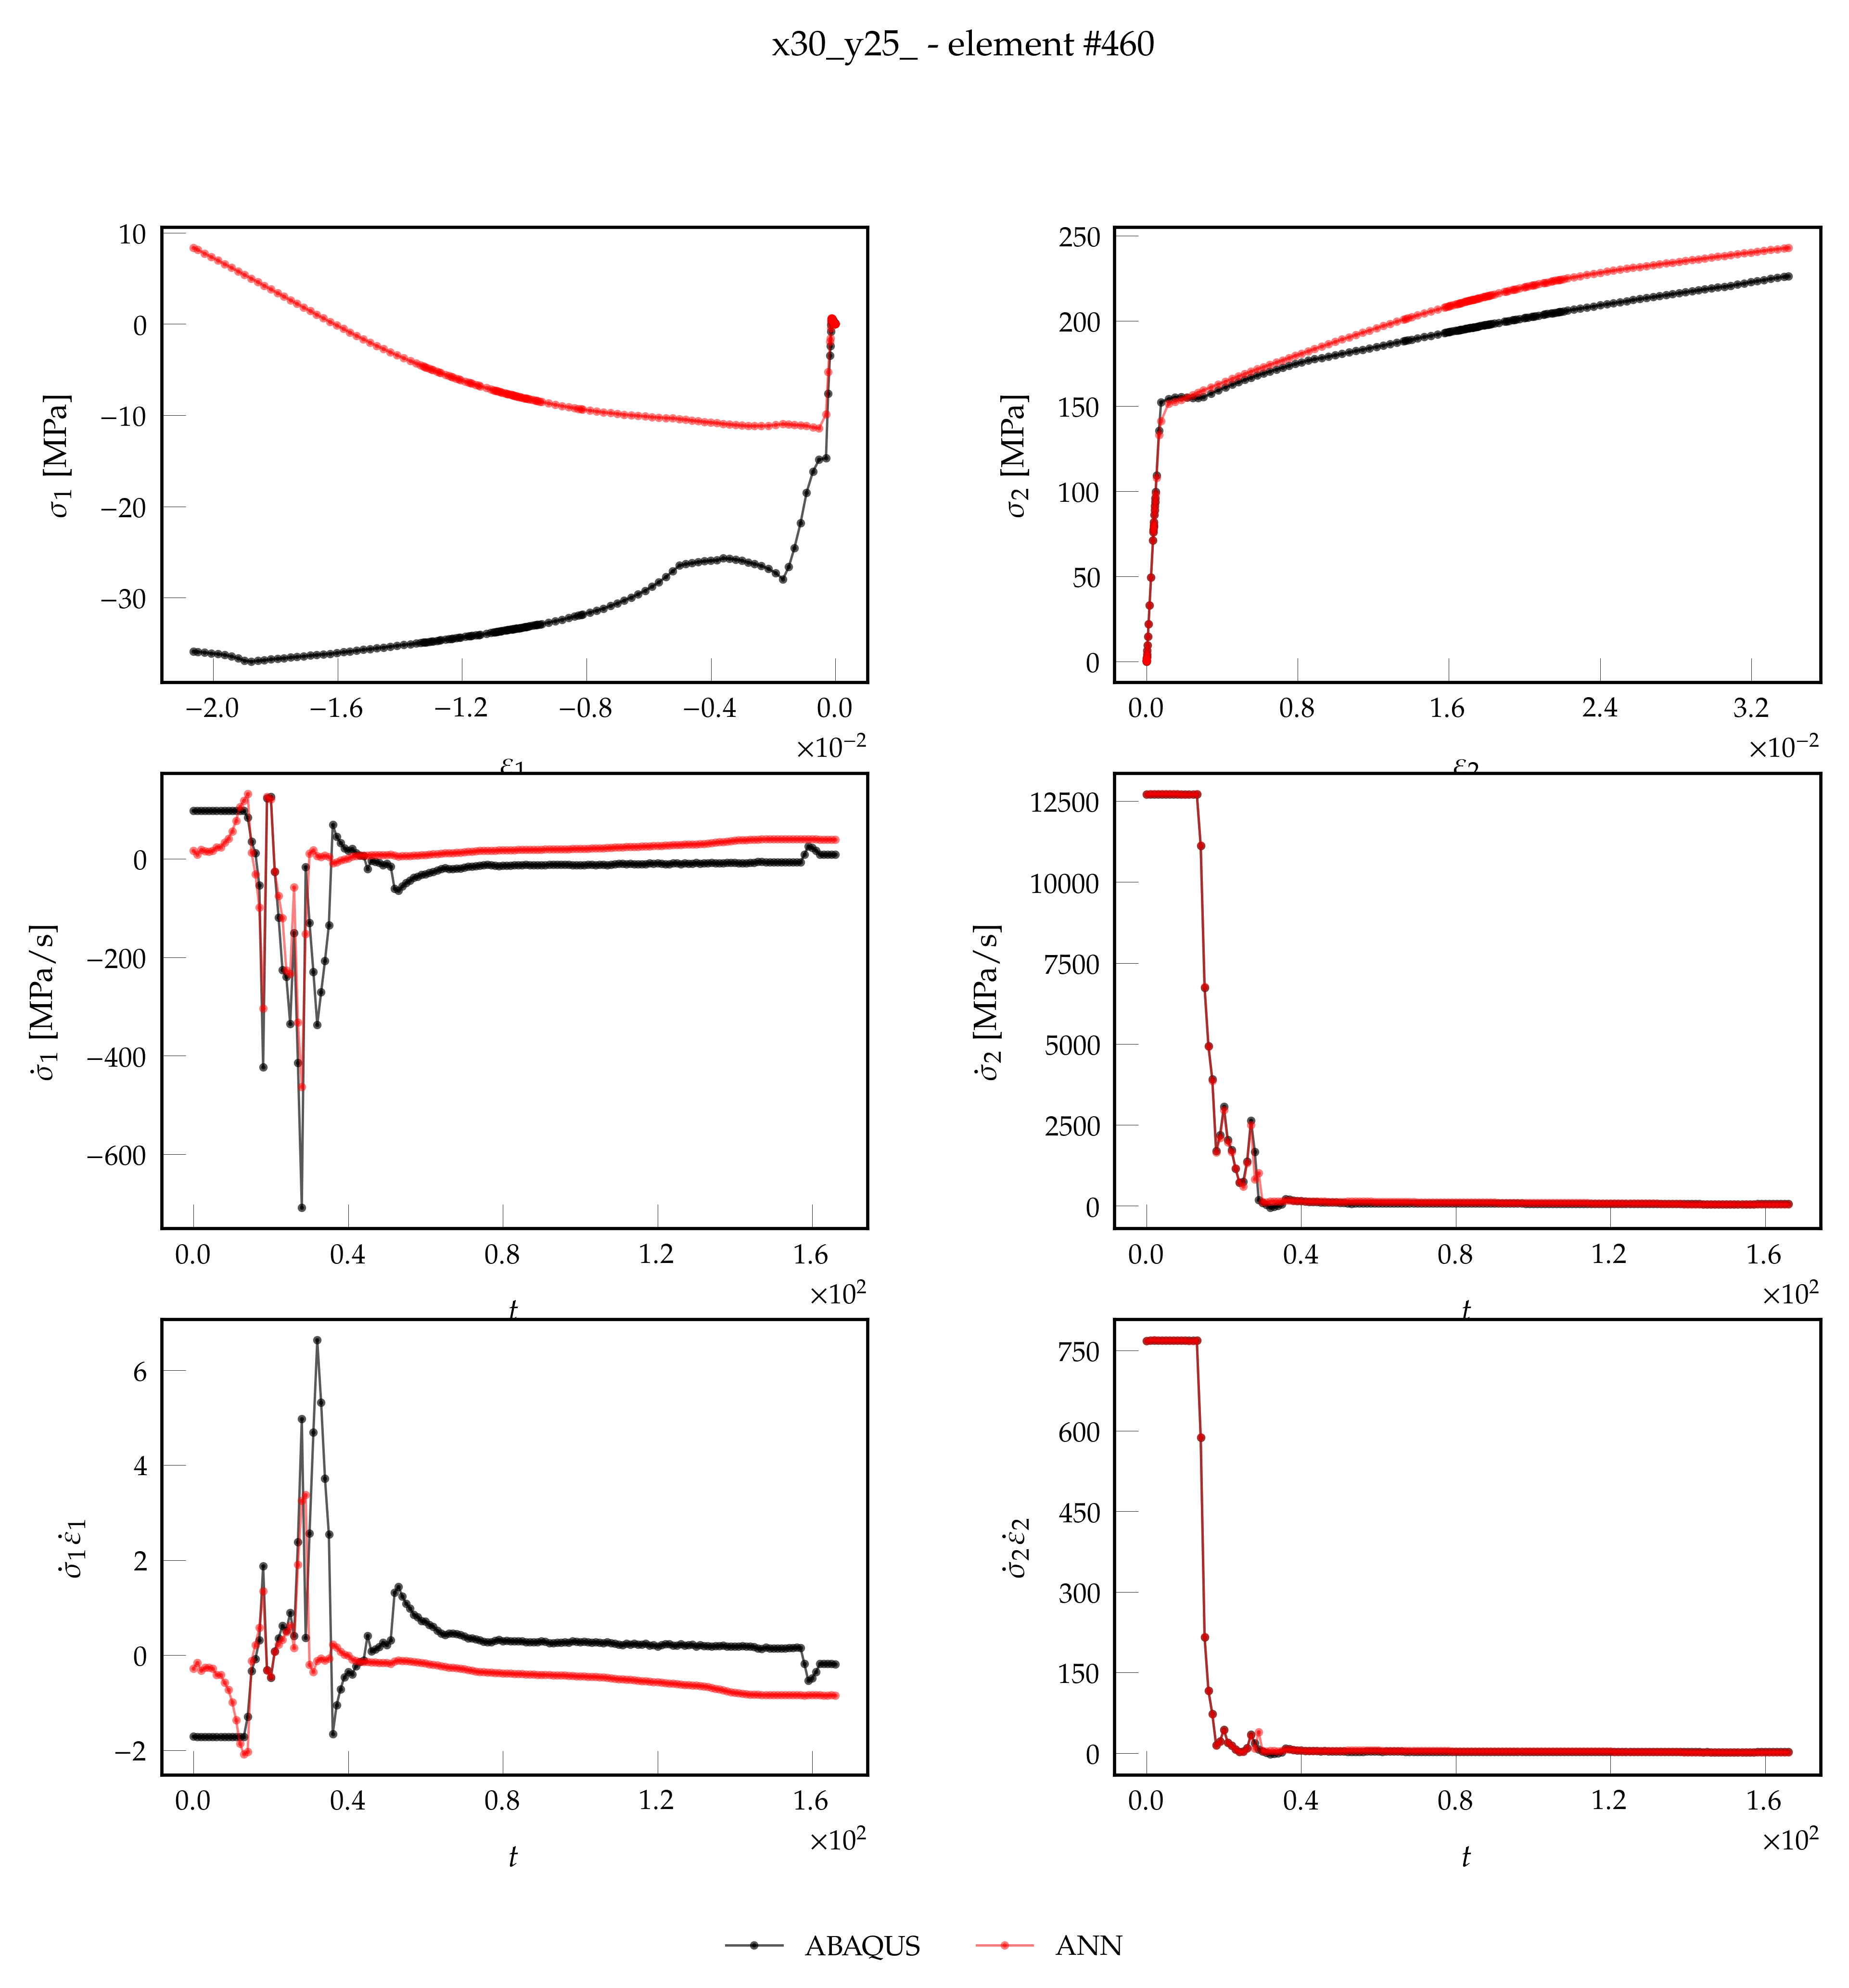 x30_y25_ - element #460
σ1 [MPa]
10
0
−10
−20
−30
−2.0 −1.6 −1.2 −0.8 −0.4 0.0
×10−2
ε1
σ2 [MPa]
250
200
150
100
50
0
0.0 0.8 1.6 2.4 3.2
×10−2
ε2
σ̇1 [MPa/s]
0
−200
−400
−600
0.0 0.4 0.8 1.2 1.6
×102
t
σ̇2 [MPa/s]
12500
10000
7500
5000
2500
0
0.0 0.4 0.8 1.2 1.6
×102
t
σ̇1ε̇1
6
4
2
0
−2
0.0 0.4 0.8 1.2 1.6
×102
t
σ̇2ε̇2
750
600
450
300
150
0
0.0 0.4 0.8 1.2 1.6
×102
t
ABAQUS ANN